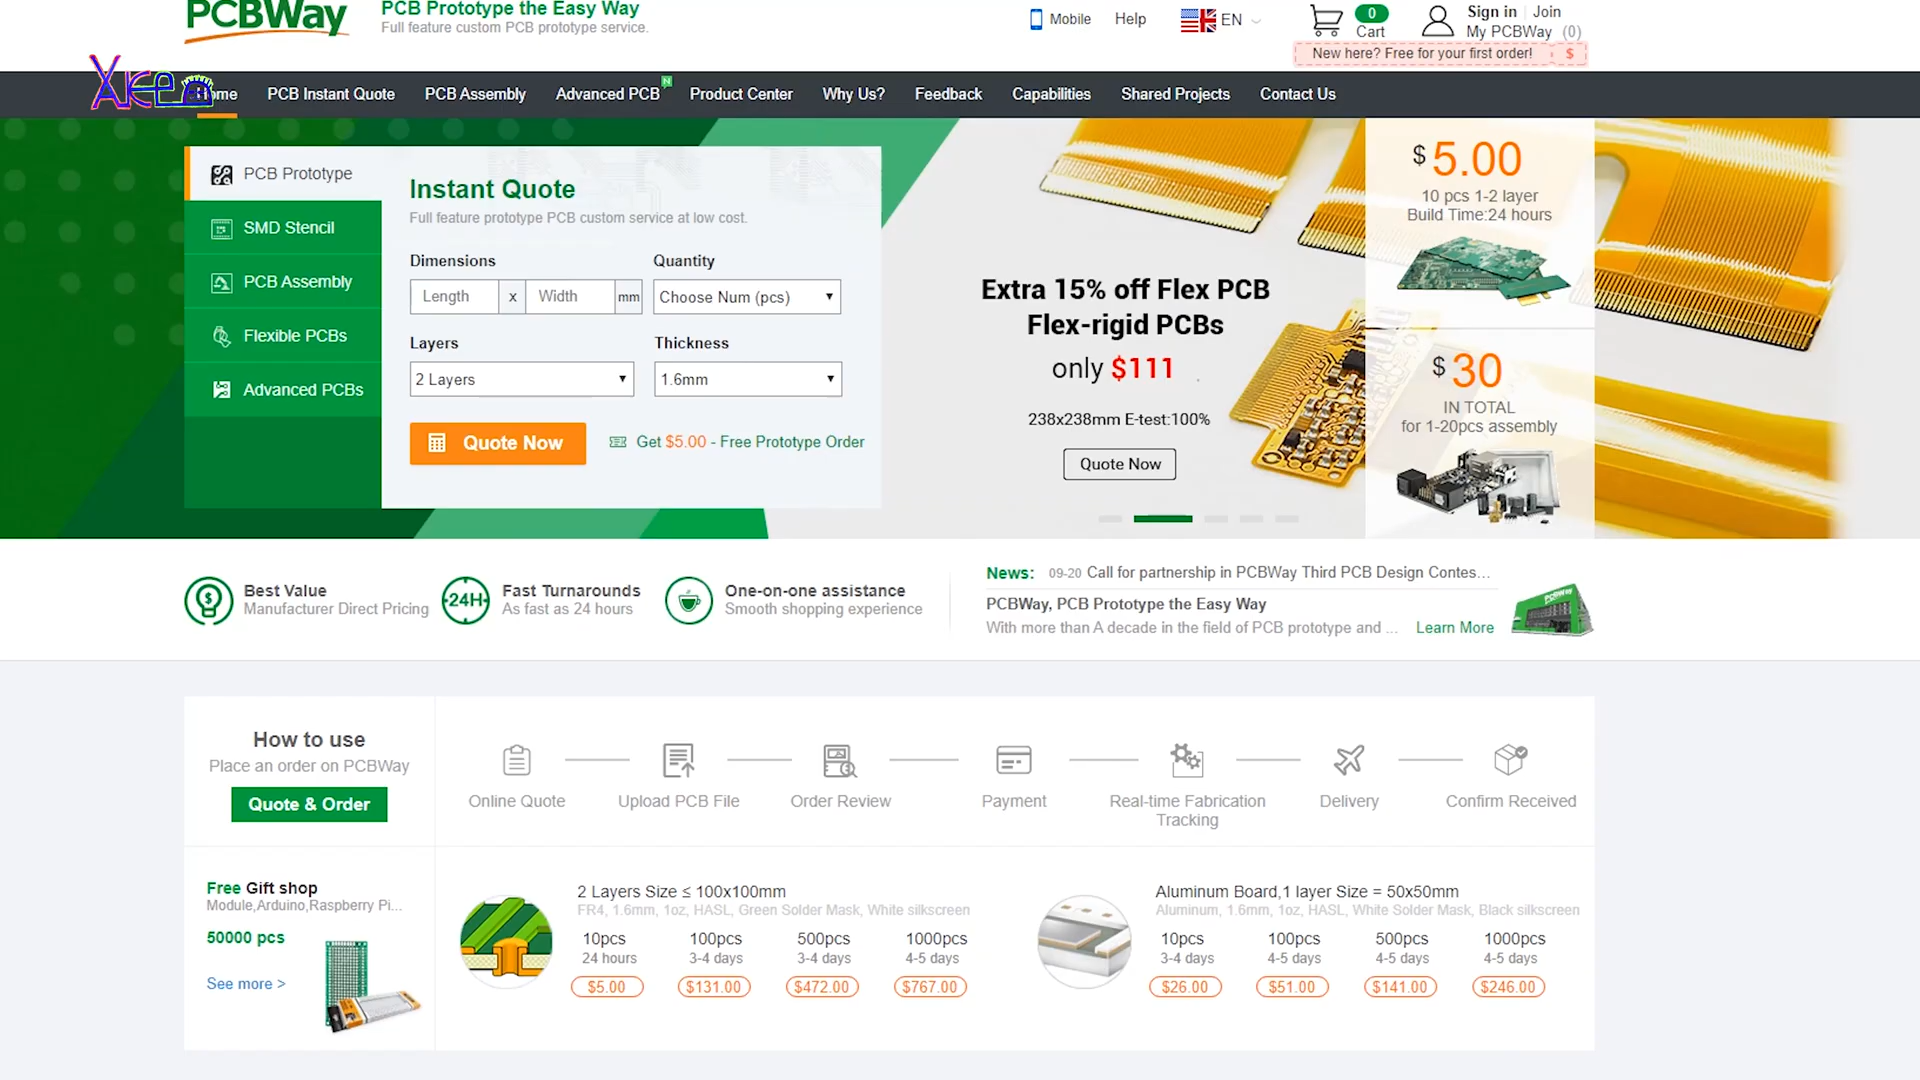 PCBWay
PCB Prototype the Easy Way
Full feature custom PCB prototype service.
Mobile
Help
EN
0
Cart
Sign in | Join
My PCBWay (0)
New here? Free for your first order! $
Home
PCB Instant Quote
PCB Assembly
Advanced PCB
N
Product Center
Why Us?
Feedback
Capabilities
Shared Projects
Contact Us
PCB Prototype
SMD Stencil
PCB Assembly
Flexible PCBs
Advanced PCBs
Instant Quote
Full feature prototype PCB custom service at low cost.
Dimensions
Quantity
Length x Width mm
Choose Num (pcs)
Layers
Thickness
2 Layers
1.6mm
Quote Now
Get $5.00 - Free Prototype Order
Extra 15% off Flex PCB
Flex-rigid PCBs
only $111
238x238mm E-test:100%
Quote Now
$5.00
10 pcs 1-2 layer
Build Time:24 hours
$30
IN TOTAL
for 1-20pcs assembly
Best Value
Manufacturer Direct Pricing
24H
Fast Turnarounds
As fast as 24 hours
One-on-one assistance
Smooth shopping experience
News: 09-20 Call for partnership in PCBWay Third PCB Design Contes...
PCBWay, PCB Prototype the Easy Way
With more than A decade in the field of PCB prototype and ... Learn More
PCBWay
How to use
Place an order on PCBWay
Quote & Order
Online Quote
Upload PCB File
Order Review
Payment
Real-time Fabrication
Tracking
Delivery
Confirm Received
Free Gift shop
Module,Arduino,Raspberry Pi...
50000 pcs
See more >
2 Layers Size ≤ 100x100mm
FR4, 1.6mm, 1oz, HASL, Green Solder Mask, White silkscreen
10pcs 100pcs 500pcs 1000pcs
24 hours 3-4 days 3-4 days 4-5 days
$5.00 $131.00 $472.00 $767.00
Aluminum Board,1 layer Size = 50x50mm
Aluminum, 1.6mm, 1oz, HASL, White Solder Mask, Black silkscreen
10pcs 100pcs 500pcs 1000pcs
3-4 days 4-5 days 4-5 days 4-5 days
$26.00 $51.00 $141.00 $246.00